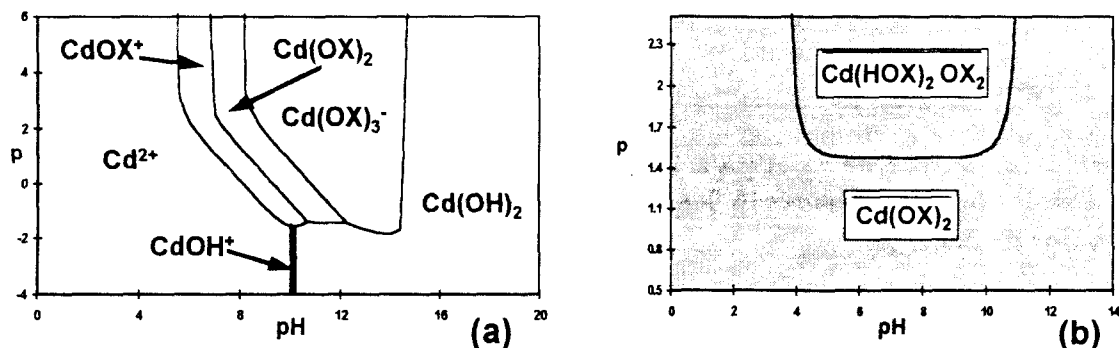 6
4
2
p
0
-2
-4
CdOX⁺
Cd(OX)₂
Cd(OX)₃⁻
Cd²⁺
Cd(OH)₂
CdOH⁺
0
4
8
12
16
20
pH
(a)
2.3
2
1.7
p
1.4
1.1
0.8
0.5
Cd(HOX)₂ OX₂
Cd(OX)₂
0
2
4
6
8
10
12
14
pH
(b)